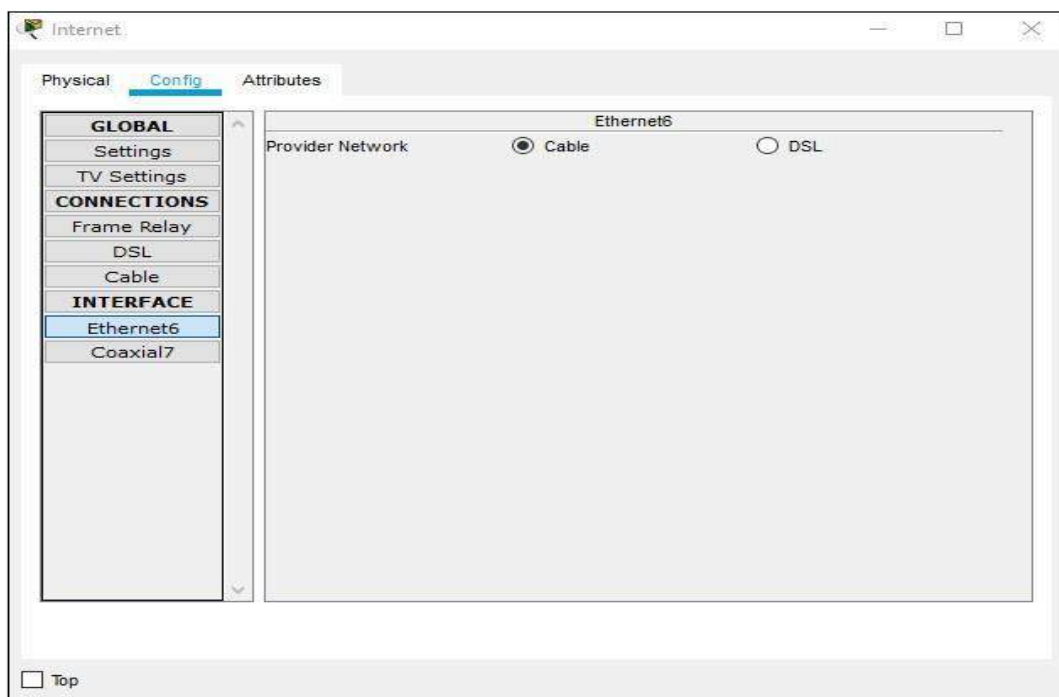 Internet
Physical Config Attributes
GLOBAL
Settings
TV Settings
CONNECTIONS
Frame Relay
DSL
Cable
INTERFACE
Ethernet6
Coaxial7
Ethernet6
Provider Network Cable DSL
Top